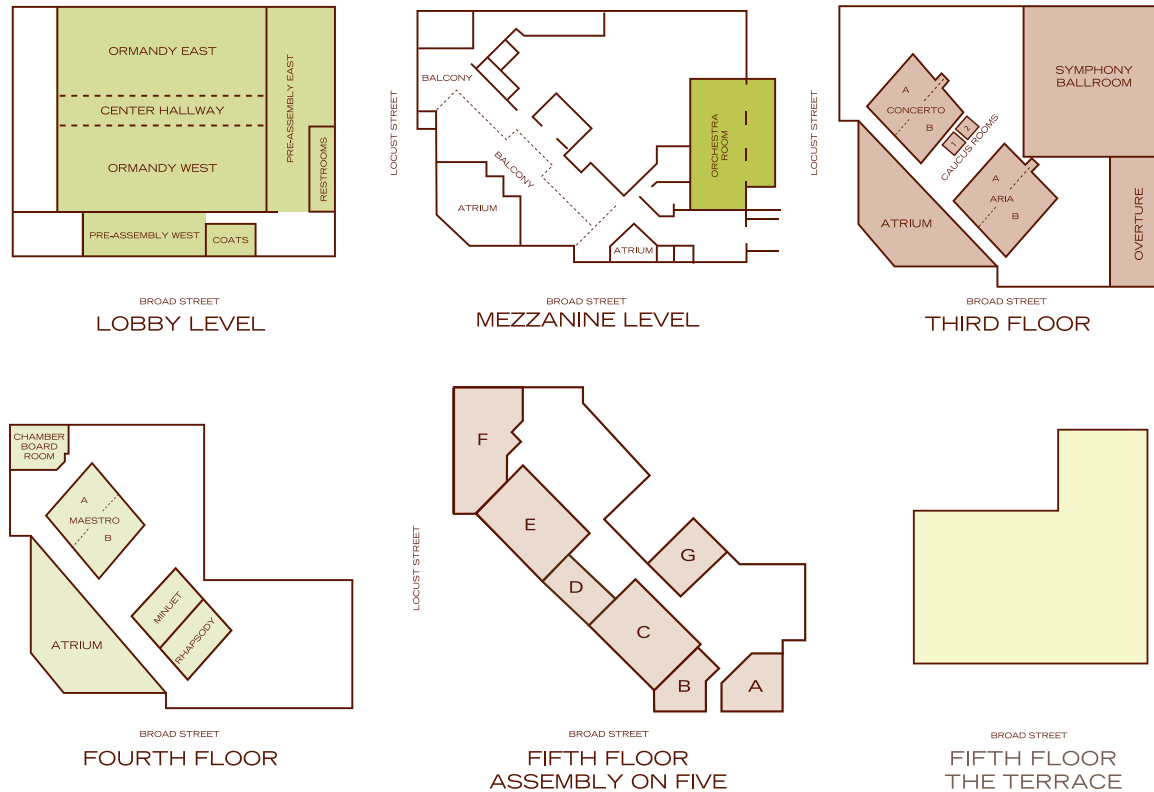 ORMANDY EAST
CENTER HALLWAY
ORMANDY WEST
PRE-ASSEMBLY EAST
RESTROOMS
PRE-ASSEMBLY WEST
COATS
BROAD STREET
LOBBY LEVEL
LOCUST STREET
BALCONY
BALCONY
ATRIUM
ATRIUM
ORCHESTRA
ROOM
BROAD STREET
MEZZANINE LEVEL
LOCUST STREET
A
CONCERTO
B
1
2
CAUCUS ROOMS
A
ARIA
B
ATRIUM
SYMPHONY
BALLROOM
OVERTURE
BROAD STREET
THIRD FLOOR
CHAMBER
BOARD
ROOM
A
MAESTRO
B
MINUET
RHAPSODY
ATRIUM
BROAD STREET
FOURTH FLOOR
LOCUST STREET
F
E
D
G
C
B
A
BROAD STREET
FIFTH FLOOR
ASSEMBLY ON FIVE
BROAD STREET
FIFTH FLOOR
THE TERRACE